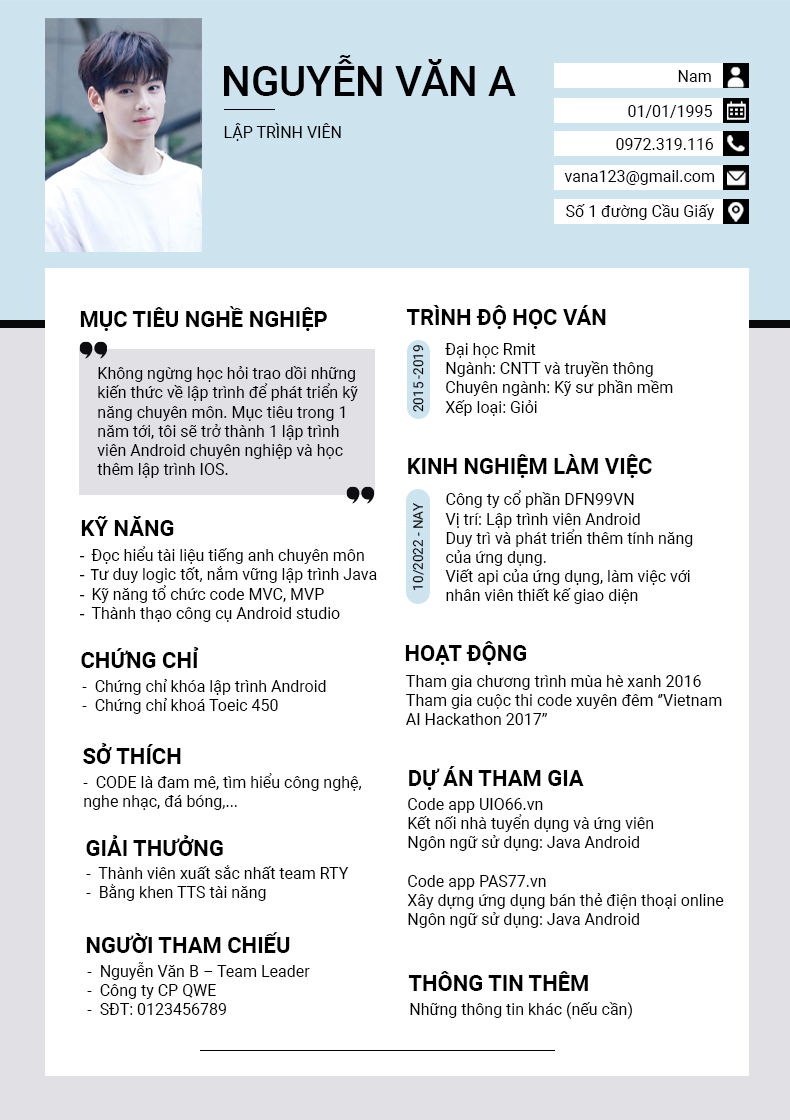 NGUYỄN VĂN A
LẬP TRÌNH VIÊN
Nam
01/01/1995
0972.319.116
vana123@gmail.com
Số 1 đường Cầu Giấy
MỤC TIÊU NGHỀ NGHIỆP
Không ngừng học hỏi trao dồi những
kiến thức về lập trình để phát triển kỹ
năng chuyên môn. Mục tiêu trong 1
năm tới, tôi sẽ trở thành 1 lập trình
viên Android chuyên nghiệp và học
thêm lập trình IOS.
KỸ NĂNG
- Đọc hiểu tài liệu tiếng anh chuyên môn
- Tư duy logic tốt, nắm vững lập trình Java
- Kỹ năng tổ chức code MVC, MVP
- Thành thạo công cụ Android studio
CHỨNG CHỈ
- Chứng chỉ khóa lập trình Android
- Chứng chỉ khoá Toeic 450
SỞ THÍCH
- CODE là đam mê, tìm hiểu công nghệ,
nghe nhạc, đá bóng,...
GIẢI THƯỞNG
- Thành viên xuất sắc nhất team RTY
- Bằng khen TTS tài năng
NGƯỜI THAM CHIẾU
- Nguyễn Văn B – Team Leader
- Công ty CP QWE
- SĐT: 0123456789
TRÌNH ĐỘ HỌC VÁN
2015 -2019
Đại học Rmit
Ngành: CNTT và truyền thông
Chuyên ngành: Kỹ sư phần mềm
Xếp loại: Giỏi
KINH NGHIỆM LÀM VIỆC
10/2022 - NAY
Công ty cổ phần DFN99VN
Vị trí: Lập trình viên Android
Duy trì và phát triển thêm tính năng
của ứng dụng.
Viết api của ứng dụng, làm việc với
nhân viên thiết kế giao diện
HOẠT ĐỘNG
Tham gia chương trình mùa hè xanh 2016
Tham gia cuộc thi code xuyên đêm “Vietnam
AI Hackathon 2017”
DỰ ÁN THAM GIA
Code app UIO66.vn
Kết nối nhà tuyển dụng và ứng viên
Ngôn ngữ sử dụng: Java Android
Code app PAS77.vn
Xây dựng ứng dụng bán thẻ điện thoại online
Ngôn ngữ sử dụng: Java Android
THÔNG TIN THÊM
Những thông tin khác (nếu cần)